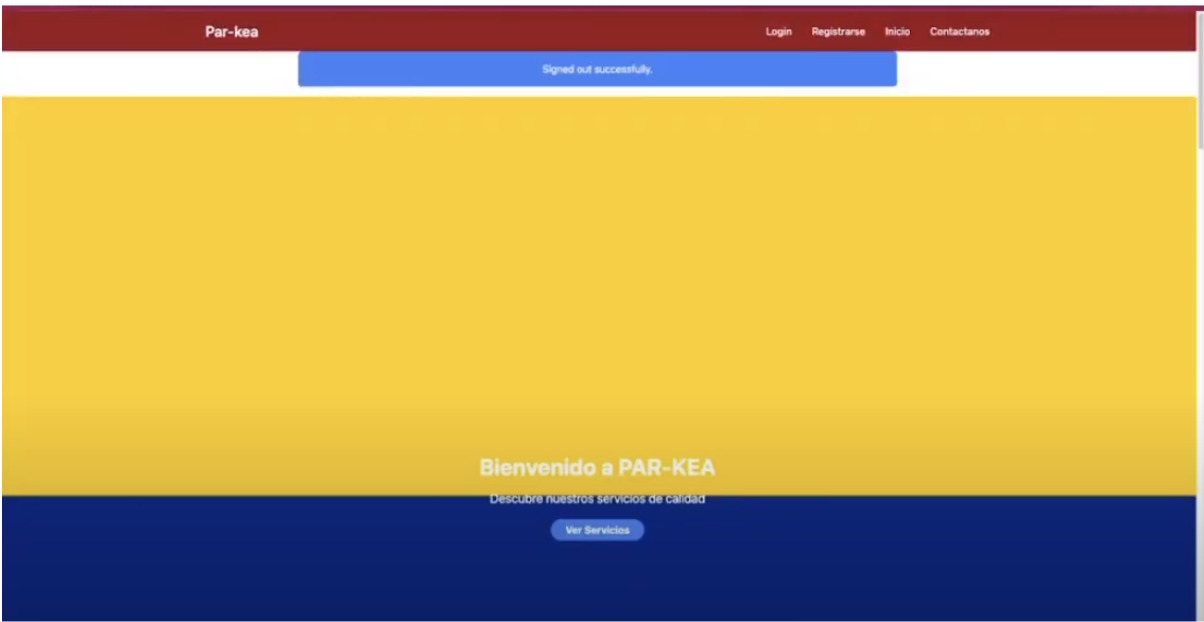 Par-kea Login Registrarse Inicio Contactanos
Signed out successfully.
Bienvenido a PAR-KEA
Descubre nuestros servicios de calidad
Ver Servicios